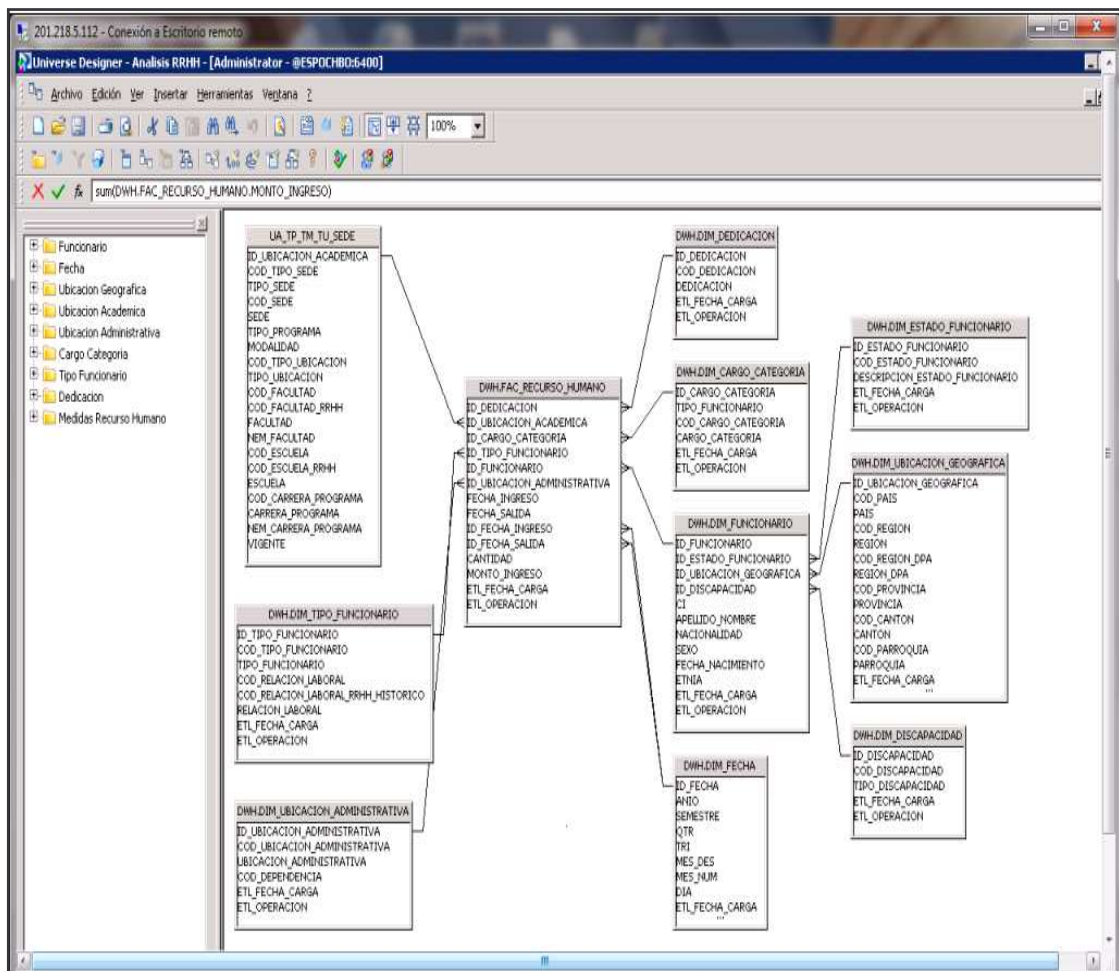 201.218.5.112 - Conexión a Escritorio remoto
Universe Designer - Analisis RRHH - [Administrator - @ESPOCHBO:6400]
Archivo Edición Ver Insertar Herramientas Ventana ?
100%
sum(DWH.FAC_RECURSO_HUMANO.MONTO_INGRESO)
Funcionario
Fecha
Ubicacion Geografica
Ubicacion Academica
Ubicacion Administrativa
Cargo Categoria
Tipo Funcionario
Dedicacion
Medidas Recurso Humano
UA_TP_TM_TU_SEDE
ID_UBICACION_ACADEMICA
COD_TIPO_SEDE
TIPO_SEDE
COD_SEDE
SEDE
TIPO_PROGRAMA
MODALIDAD
COD_TIPO_UBICACION
TIPO_UBICACION
COD_FACULTAD
COD_FACULTAD_RRHH
FACULTAD
NEM_FACULTAD
COD_ESCUELA
COD_ESCUELA_RRHH
ESCUELA
COD_CARRERA_PROGRAMA
CARRERA_PROGRAMA
NEM_CARRERA_PROGRAMA
VIGENTE
DWH.DIM_TIPO_FUNCIONARIO
ID_TIPO_FUNCIONARIO
COD_TIPO_FUNCIONARIO
TIPO_FUNCIONARIO
COD_RELACION_LABORAL
COD_RELACION_LABORAL_RRHH_HISTORICO
RELACION_LABORAL
ETL_FECHA_CARGA
ETL_OPERACION
DWH.DIM_UBICACION_ADMINISTRATIVA
ID_UBICACION_ADMINISTRATIVA
COD_UBICACION_ADMINISTRATIVA
UBICACION_ADMINISTRATIVA
COD_DEPENDENCIA
ETL_FECHA_CARGA
ETL_OPERACION
DWH.FAC_RECURSO_HUMANO
ID_DEDICACION
ID_UBICACION_ACADEMICA
ID_CARGO_CATEGORIA
ID_TIPO_FUNCIONARIO
ID_FUNCIONARIO
ID_UBICACION_ADMINISTRATIVA
FECHA_INGRESO
FECHA_SALIDA
ID_FECHA_INGRESO
ID_FECHA_SALIDA
CANTIDAD
MONTO_INGRESO
ETL_FECHA_CARGA
ETL_OPERACION
DWH.DIM_DEDICACION
ID_DEDICACION
COD_DEDICACION
DEDICACION
ETL_FECHA_CARGA
ETL_OPERACION
DWH.DIM_CARGO_CATEGORIA
ID_CARGO_CATEGORIA
TIPO_FUNCIONARIO
COD_CARGO_CATEGORIA
CARGO_CATEGORIA
ETL_FECHA_CARGA
ETL_OPERACION
DWH.DIM_FUNCIONARIO
ID_FUNCIONARIO
ID_ESTADO_FUNCIONARIO
ID_UBICACION_GEOGRAFICA
ID_DISCAPACIDAD
CI
APELLIDO_NOMBRE
NACIONALIDAD
SEXO
FECHA_NACIMIENTO
ETNIA
ETL_FECHA_CARGA
ETL_OPERACION
DWH.DIM_FECHA
ID_FECHA
ANIO
SEMESTRE
QTR
TRI
MES_DES
MES_NUM
DIA
ETL_FECHA_CARGA
...
DWH.DIM_ESTADO_FUNCIONARIO
ID_ESTADO_FUNCIONARIO
COD_ESTADO_FUNCIONARIO
DESCRIPCION_ESTADO_FUNCIONARIO
ETL_FECHA_CARGA
ETL_OPERACION
DWH.DIM_UBICACION_GEOGRAFICA
ID_UBICACION_GEOGRAFICA
COD_PAIS
PAIS
COD_REGION
REGION
COD_REGION_DPA
REGION_DPA
COD_PROVINCIA
PROVINCIA
COD_CANTON
CANTON
COD_PARROQUIA
PARROQUIA
ETL_FECHA_CARGA
...
DWH.DIM_DISCAPACIDAD
ID_DISCAPACIDAD
COD_DISCAPACIDAD
TIPO_DISCAPACIDAD
ETL_FECHA_CARGA
ETL_OPERACION